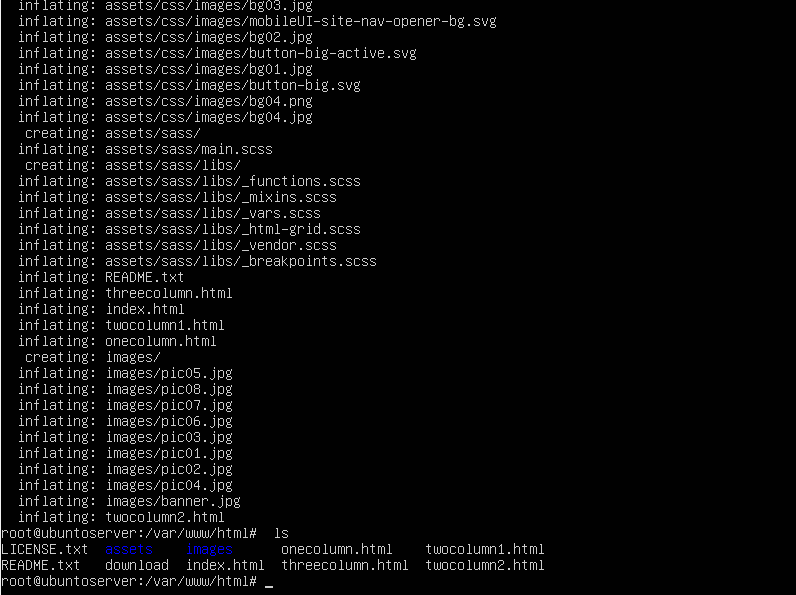 inflating: assets/css/images/bg03.jpg
inflating: assets/css/images/mobileUI-site-nav-opener-bg.svg
inflating: assets/css/images/bg02.jpg
inflating: assets/css/images/button-big-active.svg
inflating: assets/css/images/bg01.jpg
inflating: assets/css/images/button-big.svg
inflating: assets/css/images/bg04.png
inflating: assets/css/images/bg04.jpg
creating: assets/sass/
inflating: assets/sass/main.scss
creating: assets/sass/libs/
inflating: assets/sass/libs/_functions.scss
inflating: assets/sass/libs/_mixins.scss
inflating: assets/sass/libs/_vars.scss
inflating: assets/sass/libs/_html-grid.scss
inflating: assets/sass/libs/_vendor.scss
inflating: assets/sass/libs/_breakpoints.scss
inflating: README.txt
inflating: threecolumn.html
inflating: index.html
inflating: twocolumn1.html
inflating: onecolumn.html
creating: images/
inflating: images/pic05.jpg
inflating: images/pic08.jpg
inflating: images/pic07.jpg
inflating: images/pic06.jpg
inflating: images/pic03.jpg
inflating: images/pic01.jpg
inflating: images/pic02.jpg
inflating: images/pic04.jpg
inflating: images/banner.jpg
inflating: twocolumn2.html
root@ubuntoserver:/var/www/html#  ls
LICENSE.txt  assets    images      onecolumn.html    twocolumn1.html
README.txt   download  index.html  threecolumn.html  twocolumn2.html
root@ubuntoserver:/var/www/html# _